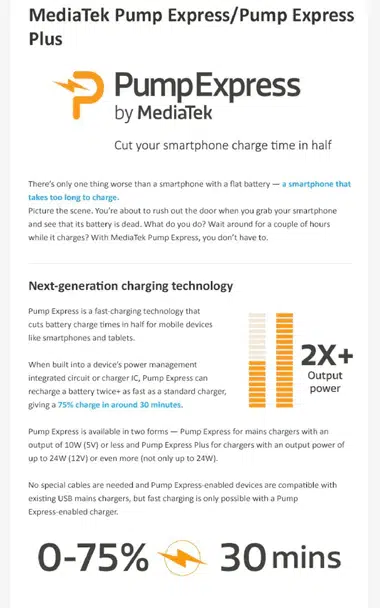 MediaTek Pump Express/Pump Express
Plus
PumpExpress
by MediaTek
Cut your smartphone charge time in half
There's only one thing worse than a smartphone with a flat battery — a smartphone that
takes too long to charge.
Picture the scene. You're about to rush out the door when you grab your smartphone
and see that its battery is dead. What do you do? Wait around for a couple of hours
while it charges? With MediaTek Pump Express, you don't have to.
Next-generation charging technology
Pump Express is a fast-charging technology that
cuts battery charge times in half for mobile devices
like smartphones and tablets.
When built into a device's power management
integrated circuit or charger IC, Pump Express can
recharge a battery twice+ as fast as a standard charger,
giving a 75% charge in around 30 minutes.
2X+
Output
power
Pump Express is available in two forms — Pump Express for mains chargers with an
output of 10W (5V) or less and Pump Express Plus for chargers with an output power of
up to 24W (12V) or even more (not only up to 24W).
No special cables are needed and Pump Express-enabled devices are compatible with
existing USB mains chargers, but fast charging is only possible with a Pump
Express-enabled charger.
0-75% 30 mins